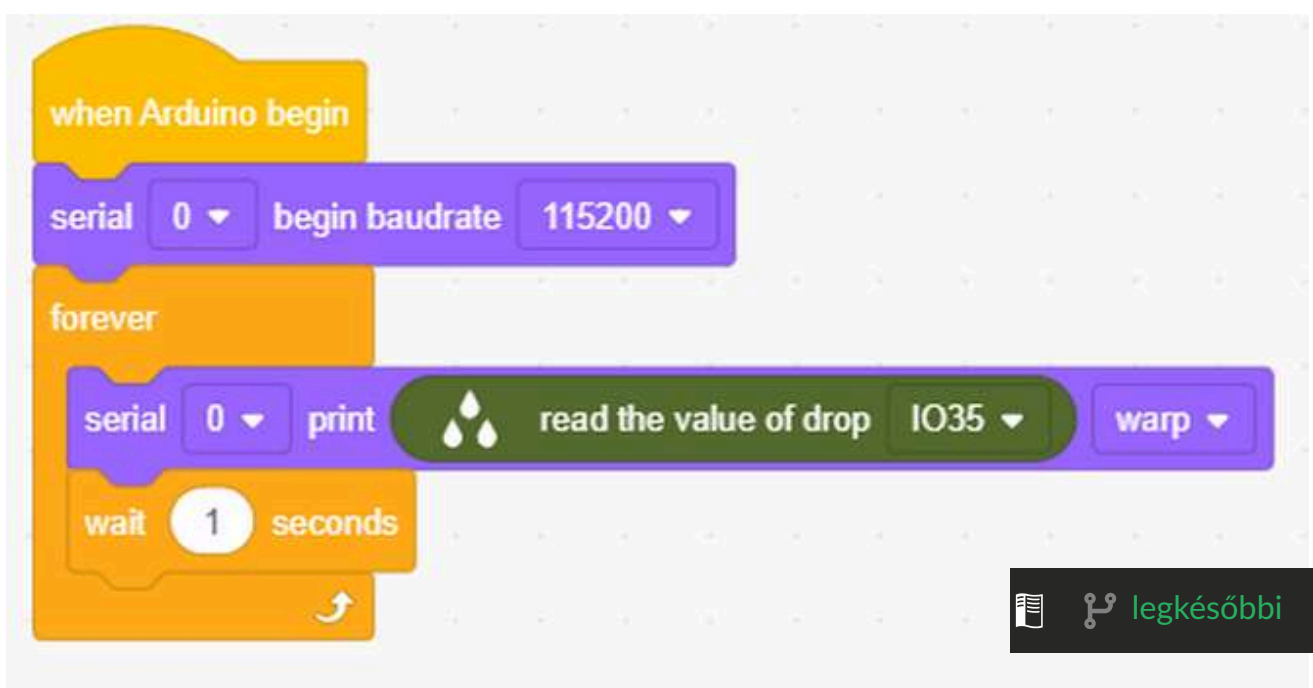 when Arduino begin
serial 0 begin baudrate 115200
forever
serial 0 print read the value of drop IO35 warp
wait 1 seconds
legkésőbbi